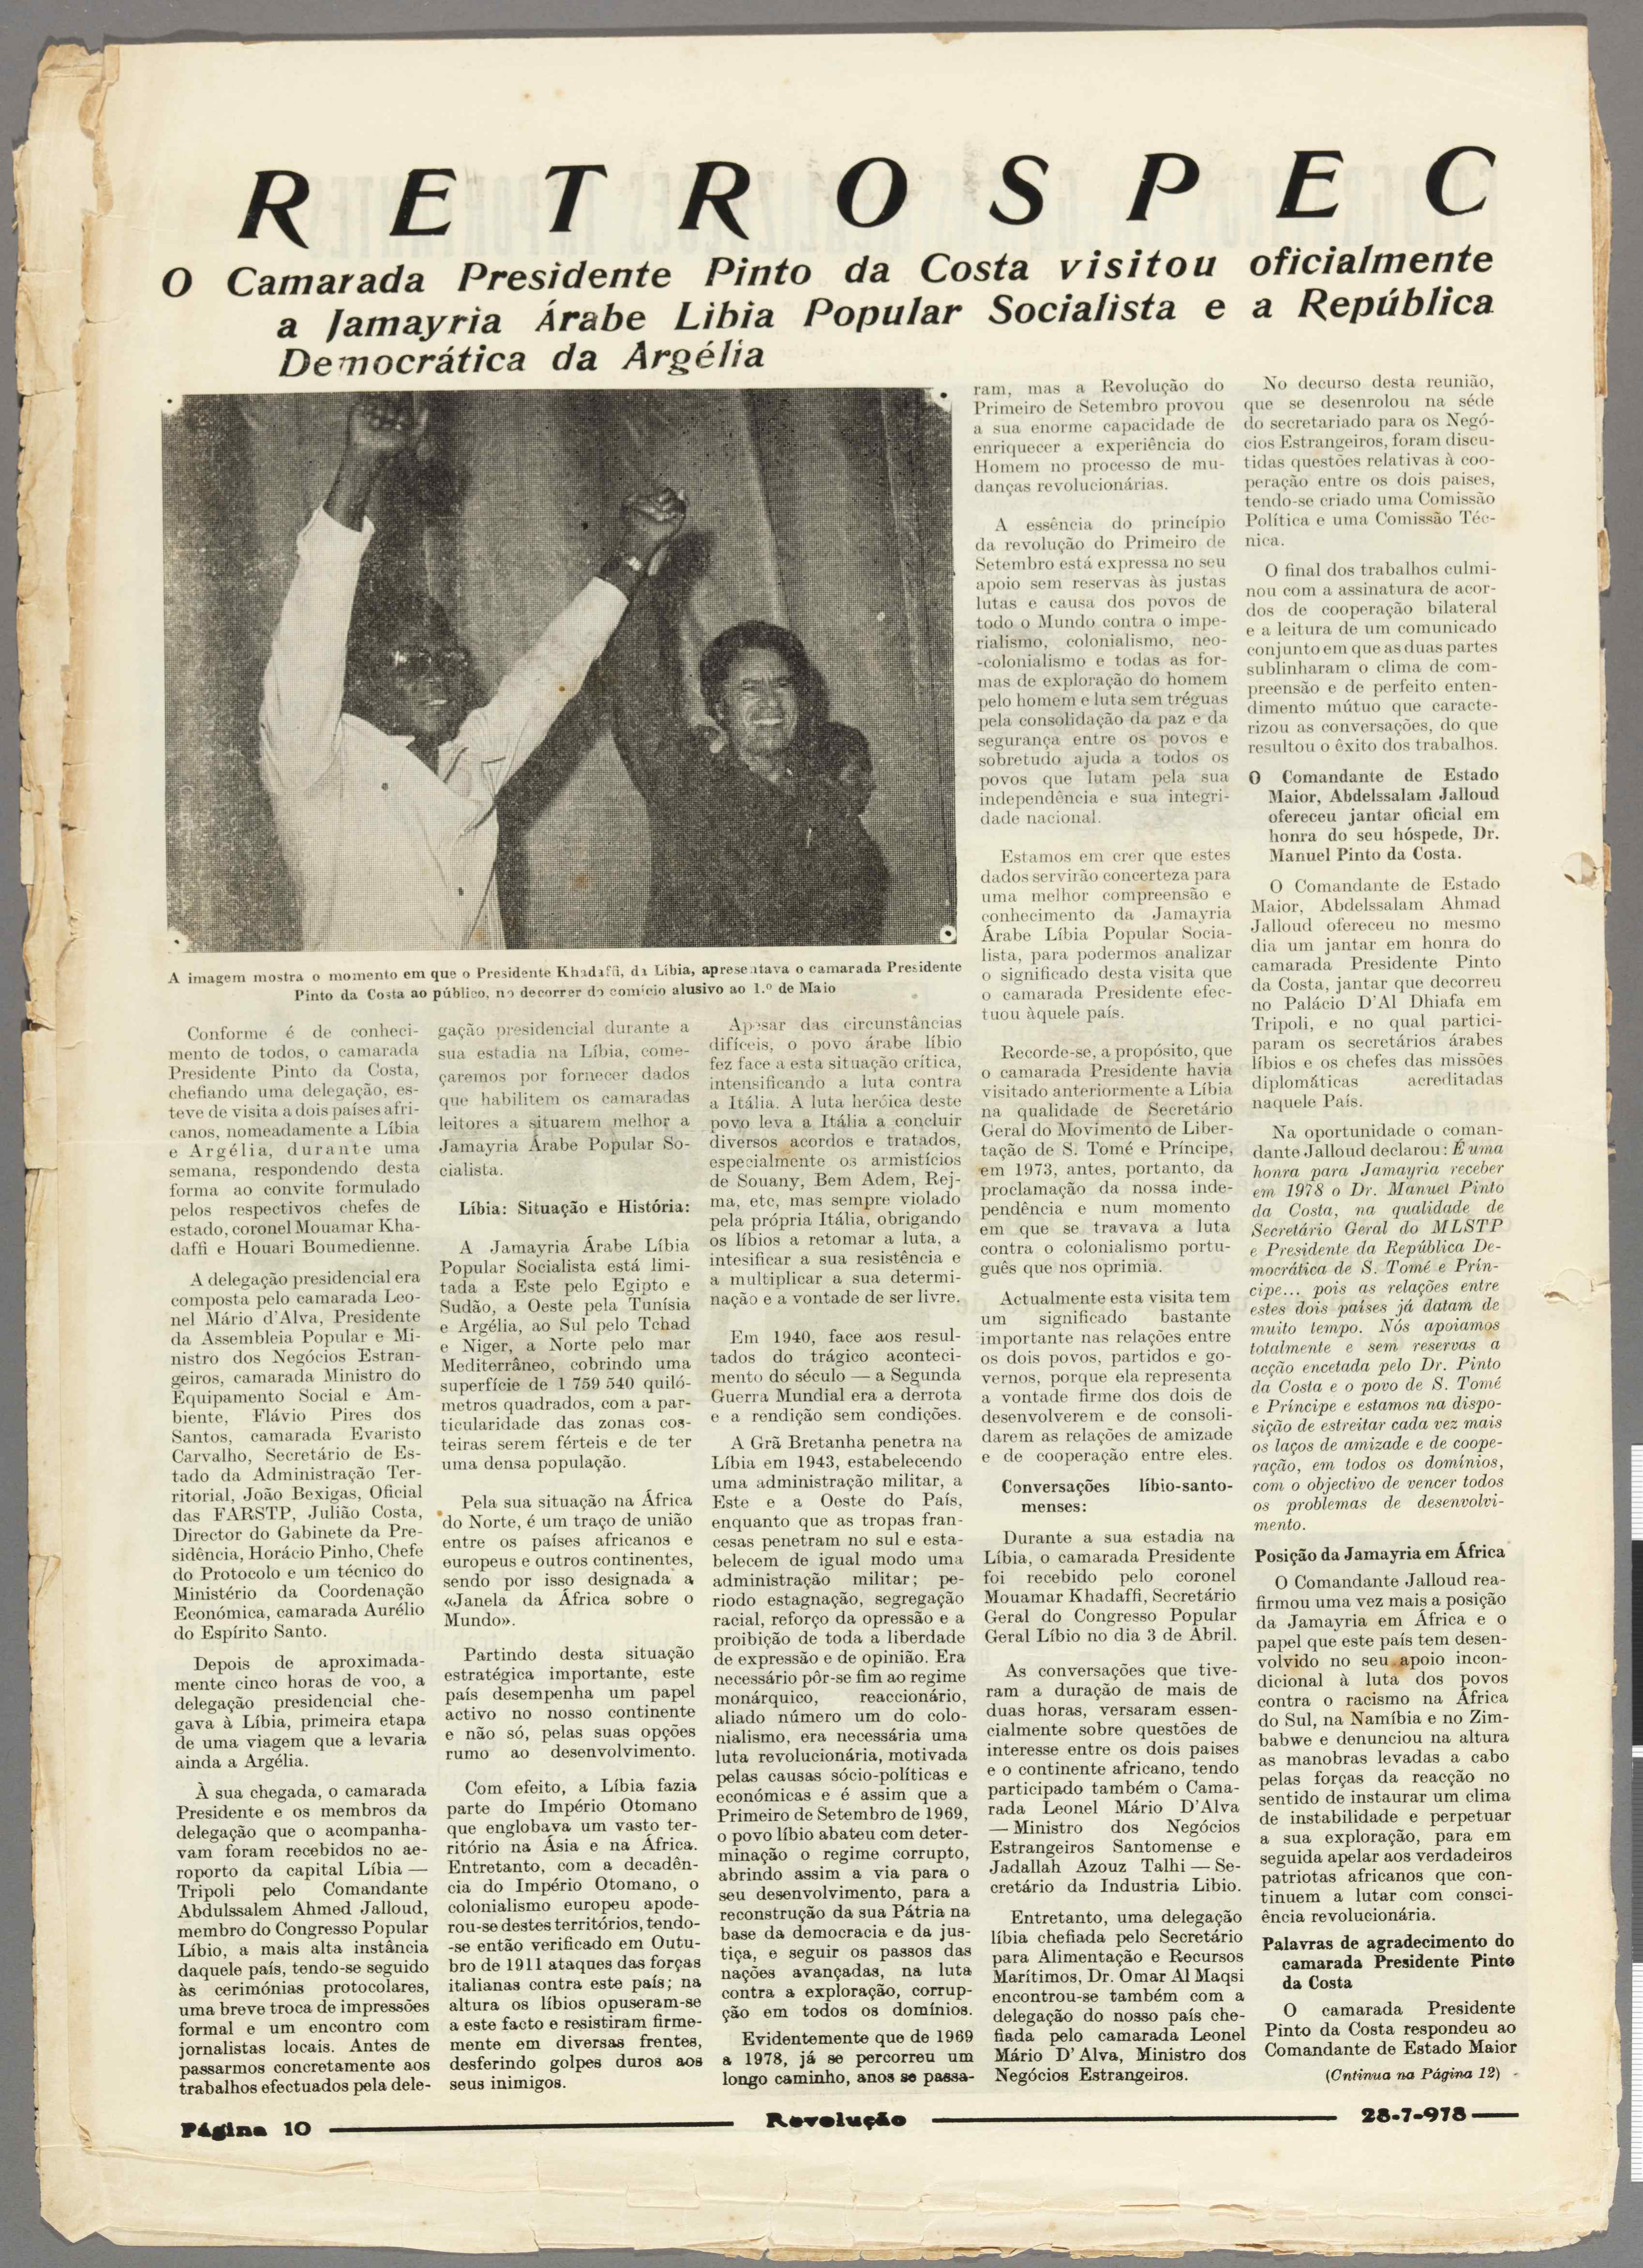 RETROSPEC
O Camarada Presidente Pinto da Costa visitou oficialmente
a Jamayria Árabe Libia Popular Socialista e a República
Democrática da Argélia
A imagem mostra o momento em que o Presidente Khadaffi, da Líbia, apresentava o camarada Presidente
Pinto da Costa ao público, no decorrer do comício alusivo ao 1.º de Maio
Conforme é de conheci-
mento de todos, o camarada
Presidente Pinto da Costa,
chefiando uma delegação, es-
teve de visita a dois países afri-
canos, nomeadamente a Líbia
e Argélia, durante uma
semana, respondendo desta
forma ao convite formulado
pelos respectivos chefes de
estado, coronel Mouamar Kha-
daffi e Houari Boumedienne.
A delegação presidencial era
composta pelo camarada Leo-
nel Mário d'Alva, Presidente
da Assembleia Popular e Mi-
nistro dos Negócios Estran-
geiros, camarada Ministro do
Equipamento Social e Am-
biente, Flávio Pires dos
Santos, camarada Evaristo
Carvalho, Secretário de Es-
tado da Administração Ter-
ritorial, João Bexigas, Oficial
das FARSTP, Julião Costa,
Director do Gabinete da Pre-
sidência, Horácio Pinho, Chefe
do Protocolo e um técnico do
Ministério da Coordenação
Económica, camarada Aurélio
do Espírito Santo.
Depois de aproximada-
mente cinco horas de voo, a
delegação presidencial che-
gava à Líbia, primeira etapa
de uma viagem que a levaria
ainda a Argélia.
À sua chegada, o camarada
Presidente e os membros da
delegação que o acompanha-
vam foram recebidos no ae-
roporto da capital Líbia —
Tripoli pelo Comandante
Abdulssalem Ahmed Jalloud,
membro do Congresso Popular
Líbio, a mais alta instância
daquele país, tendo-se seguido
às cerimónias protocolares,
uma breve troca de impressões
formal e um encontro com
jornalistas locais. Antes de
passarmos concretamente aos
trabalhos efectuados pela dele-
gação presidencial durante a
sua estadia na Líbia, come-
çaremos por fornecer dados
que habilitem os camaradas
leitores a situarem melhor a
Jamayria Árabe Popular So-
cialista.
Líbia: Situação e História:
A Jamayria Árabe Líbia
Popular Socialista está limi-
tada a Este pelo Egipto e
Sudão, a Oeste pela Tunísia
e Argélia, ao Sul pelo Tchad
e Niger, a Norte pelo mar
Mediterrâneo, cobrindo uma
superfície de 1 759 540 quiló-
metros quadrados, com a par-
ticularidade das zonas cos-
teiras serem férteis e de ter
uma densa população.
Pela sua situação na África
do Norte, é um traço de união
entre os países africanos e
europeus e outros continentes,
sendo por isso designada a
«Janela da África sobre o
Mundo».
Partindo desta situação
estratégica importante, este
país desempenha um papel
activo no nosso continente
e não só, pelas suas opções
rumo ao desenvolvimento.
Com efeito, a Líbia fazia
parte do Império Otomano
que englobava um vasto ter-
ritório na Ásia e na África.
Entretanto, com a decadên-
cia do Império Otomano, o
colonialismo europeu apode-
rou-se destes territórios, tendo-
-se então verificado em Outu-
bro de 1911 ataques das forças
italianas contra este país; na
altura os líbios opuseram-se
a este facto e resistiram firme-
mente em diversas frentes,
desferindo golpes duros aos
seus inimigos.
Apesar das circunstâncias
difíceis, o povo árabe líbio
fez face a esta situação crítica,
intensificando a luta contra
a Itália. A luta heróica deste
povo leva a Itália a concluir
diversos acordos e tratados,
especialmente os armistícios
de Souany, Bem Adem, Rej-
ma, etc, mas sempre violado
pela própria Itália, obrigando
os líbios a retomar a luta, a
intesificar a sua resistência e
a multiplicar a sua determi-
nação e a vontade de ser livre.
Em 1940, face aos resul-
tados do trágico aconteci-
mento do século — a Segunda
Guerra Mundial era a derrota
e a rendição sem condições.
A Grã Bretanha penetra na
Líbia em 1943, estabelecendo
uma administração militar, a
Este e a Oeste do País,
enquanto que as tropas fran-
cesas penetram no sul e esta-
belecem de igual modo uma
administração militar; pe-
riodo estagnação, segregação
racial, reforço da opressão e a
proibição de toda a liberdade
de expressão e de opinião. Era
necessário pôr-se fim ao regime
monárquico, reaccionário,
aliado número um do colo-
nialismo, era necessária uma
luta revolucionária, motivada
pelas causas sócio-políticas e
económicas e é assim que a
Primeiro de Setembro de 1969,
o povo líbio abateu com deter-
minação o regime corrupto,
abrindo assim a via para o
seu desenvolvimento, para a
reconstrução da sua Pátria na
base da democracia e da jus-
tiça, e seguir os passos das
nações avançadas, na luta
contra a exploração, corrup-
ção em todos os domínios.
Evidentemente que de 1969
a 1978, já se percorreu um
longo caminho, anos se passa-
ram, mas a Revolução do
Primeiro de Setembro provou
a sua enorme capacidade de
enriquecer a experiência do
Homem no processo de mu-
danças revolucionárias.
A essência do princípio
da revolução do Primeiro de
Setembro está expressa no seu
apoio sem reservas às justas
lutas e causa dos povos de
todo o Mundo contra o impe-
rialismo, colonialismo, neo-
-colonialismo e todas as for-
mas de exploração do homem
pelo homem e luta sem tréguas
pela consolidação da paz e da
segurança entre os povos e
sobretudo ajuda a todos os
povos que lutam pela sua
independência e sua integri-
dade nacional.
Estamos em crer que estes
dados servirão concerteza para
uma melhor compreensão e
conhecimento da Jamayria
Árabe Líbia Popular Socia-
lista, para podermos analizar
o significado desta visita que
o camarada Presidente efec-
tuou àquele país.
Recorde-se, a propósito, que
o camarada Presidente havia
visitado anteriormente a Líbia
na qualidade de Secretário
Geral do Movimento de Liber-
tação de S. Tomé e Príncipe,
em 1973, antes, portanto, da
proclamação da nossa inde-
pendência e num momento
em que se travava a luta
contra o colonialismo portu-
guês que nos oprimia.
Actualmente esta visita tem
um significado bastante
importante nas relações entre
os dois povos, partidos e go-
vernos, porque ela representa
a vontade firme dos dois de
desenvolverem e de consoli-
darem as relações de amizade
e de cooperação entre eles.
Conversações líbio-santo-
menses:
Durante a sua estadia na
Líbia, o camarada Presidente
foi recebido pelo coronel
Mouamar Khadaffi, Secretário
Geral do Congresso Popular
Geral Líbio no dia 3 de Abril.
As conversações que tive-
ram a duração de mais de
duas horas, versaram essen-
cialmente sobre questões de
interesse entre os dois paises
e o continente africano, tendo
participado também o Cama-
rada Leonel Mário D'Alva
— Ministro dos Negócios
Estrangeiros Santomense e
Jadallah Azouz Talhi — Se-
cretário da Industria Libio.
Entretanto, uma delegação
líbia chefiada pelo Secretário
para Alimentação e Recursos
Marítimos, Dr. Omar Al Maqsi
encontrou-se também com a
delegação do nosso país che-
fiada pelo camarada Leonel
Mário D' Alva, Ministro dos
Negócios Estrangeiros.
No decurso desta reunião,
que se desenrolou na séde
do secretariado para os Negó-
cios Estrangeiros, foram discu-
tidas questões relativas à coo-
peração entre os dois paises,
tendo-se criado uma Comissão
Política e uma Comissão Téc-
nica.
O final dos trabalhos culmi-
nou com a assinatura de acor-
dos de cooperação bilateral
e a leitura de um comunicado
conjunto em que as duas partes
sublinharam o clima de com-
preensão e de perfeito enten-
dimento mútuo que caracte-
rizou as conversações, do que
resultou o êxito dos trabalhos.
O Comandante de Estado
Maior, Abdelssalam Jalloud
ofereceu jantar oficial em
honra do seu hóspede, Dr.
Manuel Pinto da Costa.
O Comandante de Estado
Maior, Abdelssalam Ahmad
Jalloud ofereceu no mesmo
dia um jantar em honra do
camarada Presidente Pinto
da Costa, jantar que decorreu
no Palácio D'Al Dhiafa em
Tripoli, e no qual partici-
param os secretários árabes
líbios e os chefes das missões
diplomáticas acreditadas
naquele País.
Na oportunidade o coman-
dante Jalloud declarou: É uma
honra para Jamayria receber
em 1978 o Dr. Manuel Pinto
da Costa, na qualidade de
Secretário Geral do MLSTP
e Presidente da República De-
mocrática de S. Tomé e Prín-
cipe... pois as relações entre
estes dois países já datam de
muito tempo. Nós apoiamos
totalmente e sem reservas a
acção encetada pelo Dr. Pinto
da Costa e o povo de S. Tomé
e Príncipe e estamos na dispo-
sição de estreitar cada vez mais
os laços de amizade e de coope-
ração, em todos os domínios,
com o objectivo de vencer todos
os problemas de desenvolvi-
mento.
Posição da Jamayria em África
O Comandante Jalloud rea-
firmou uma vez mais a posição
da Jamayria em África e o
papel que este país tem desen-
volvido no seu apoio incon-
dicional à luta dos povos
contra o racismo na África
do Sul, na Namíbia e no Zim-
babwe e denunciou na altura
as manobras levadas a cabo
pelas forças da reacção no
sentido de instaurar um clima
de instabilidade e perpetuar
a sua exploração, para em
seguida apelar aos verdadeiros
patriotas africanos que con-
tinuem a lutar com consci-
ência revolucionária.
Palavras de agradecimento do
camarada Presidente Pinto
da Costa
O camarada Presidente
Pinto da Costa respondeu ao
Comandante de Estado Maior
(Cntinua na Página 12)
Página 10
Revolução
28-7-978